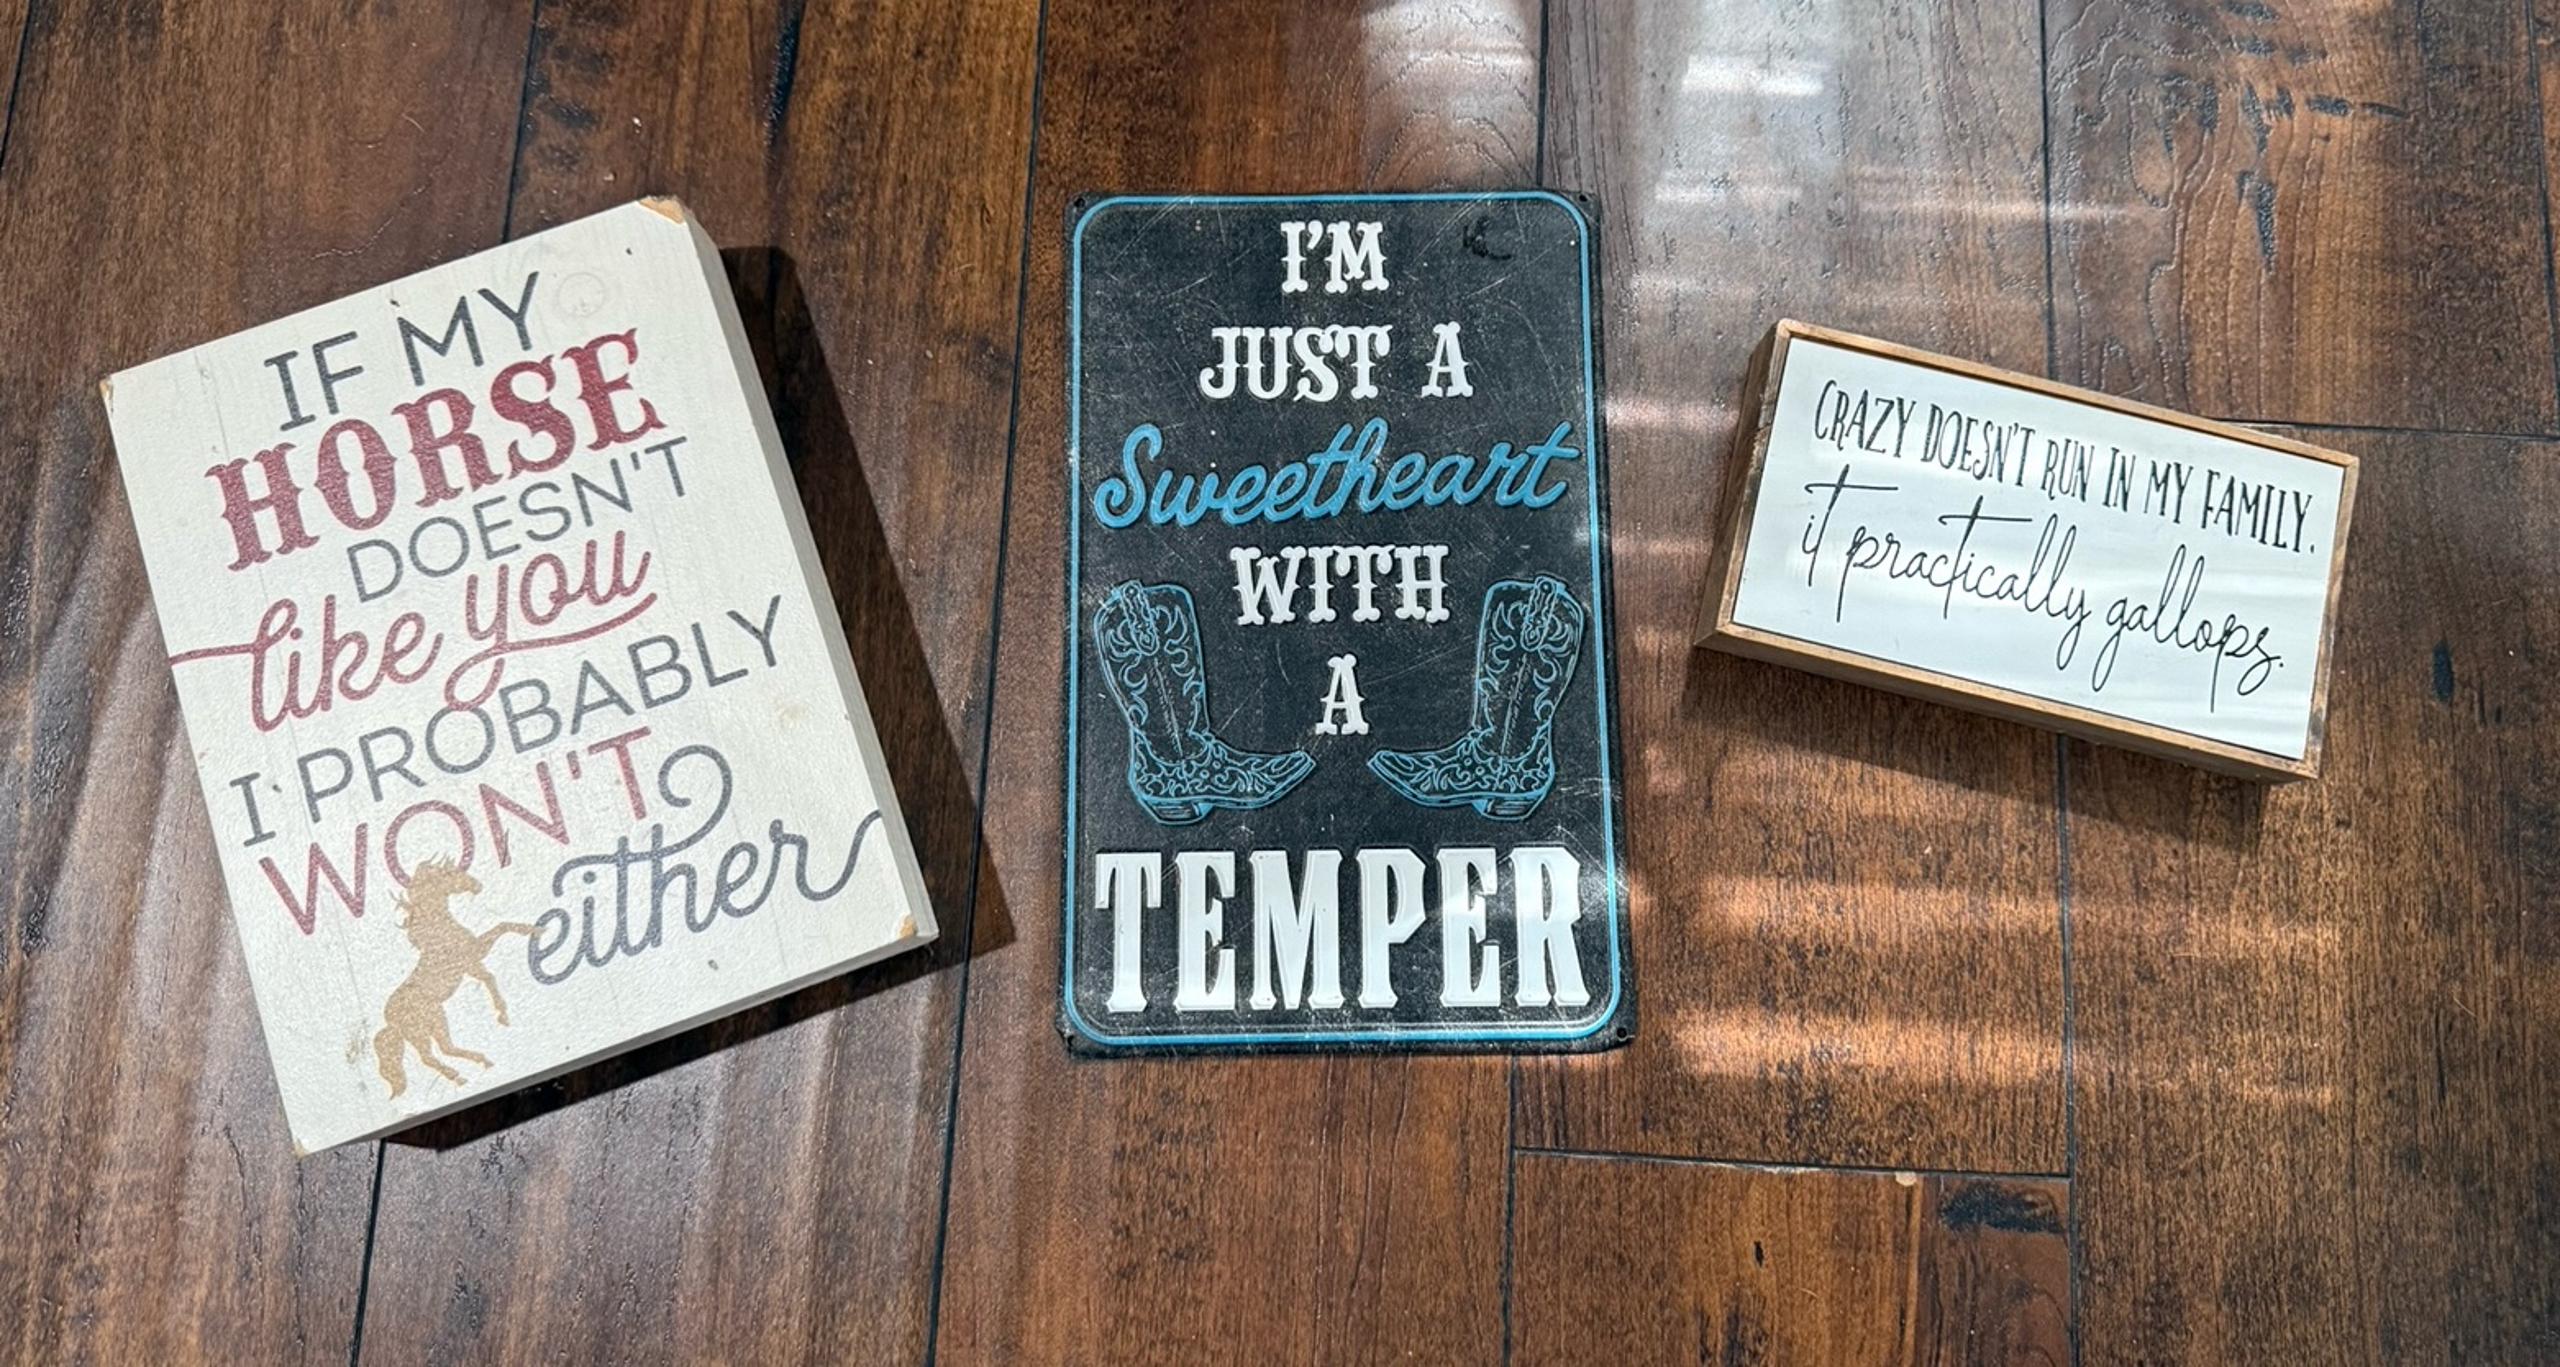 IF MY
HORSE
DOESN'T
like you
I PROBABLY
WON'T
either
I'M
JUST A
Sweetheart
WITH
A
TEMPER
CRAZY DOESN'T RUN IN MY FAMILY.
it practically gallops.